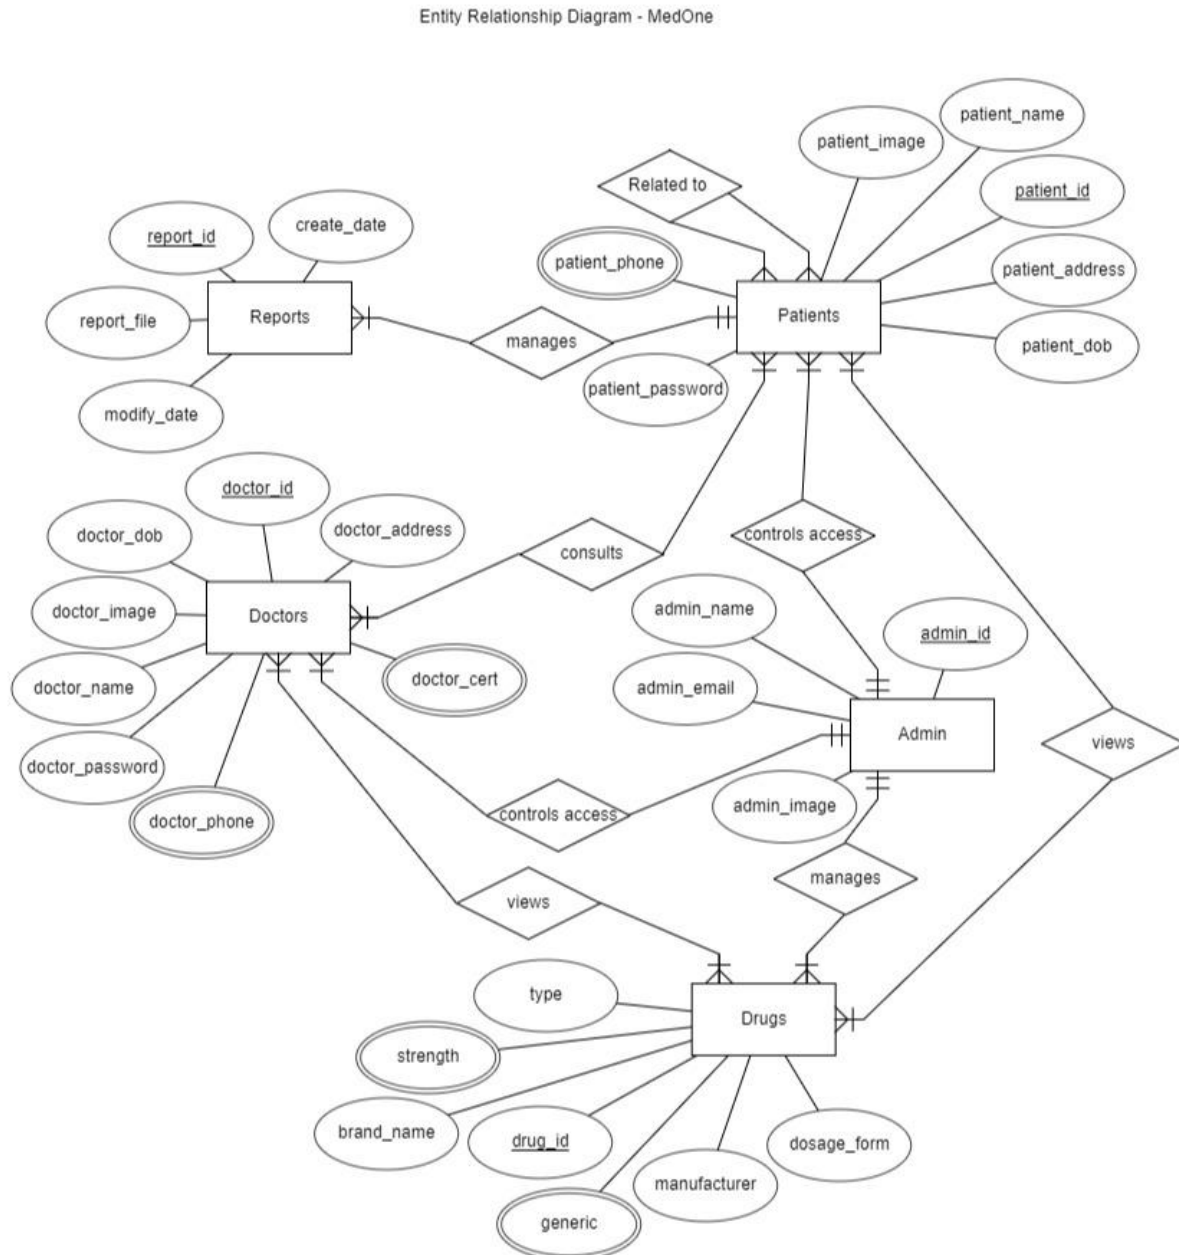 Entity Relationship Diagram - MedOne
patient_name
patient_image
Related to
patient_id
create_date
report_id
patient_phone
patient_address
report_file
Reports
manages
Patients
patient_dob
patient_password
modify_date
doctor_id
doctor_dob
doctor_address
consults
controls access
doctor_image
Doctors
admin_name
admin_id
doctor_name
doctor_cert
admin_email
Admin
views
doctor_password
doctor_phone
controls access
admin_image
manages
views
type
Drugs
strength
brand_name
drug_id
dosage_form
manufacturer
generic